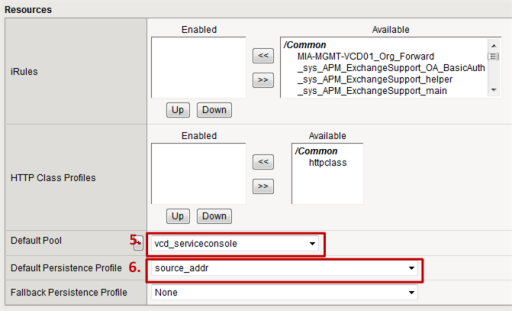 Resources
Enabled
Available
iRules
<<
>>
/Common
MIA-MGMT-VCD01_Org_Forward
_sys_APM_ExchangeSupport_OA_BasicAuth
_sys_APM_ExchangeSupport_helper
_sys_APM_ExchangeSupport_main
Up Down
Enabled
Available
HTTP Class Profiles
<<
>>
/Common
httpclass
Up Down
Default Pool 5. vcd_serviceconsole
Default Persistence Profile 6. source_addr
Fallback Persistence Profile None